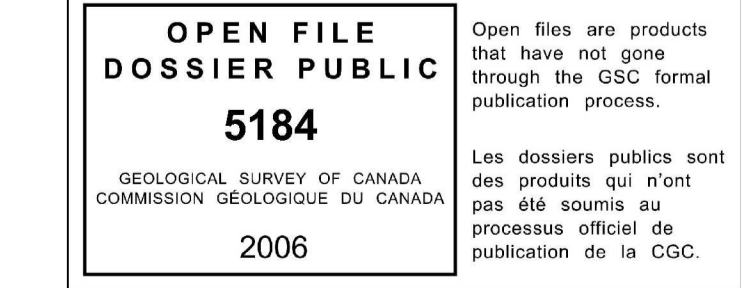 OPEN FILE
DOSSIER PUBLIC
5184
GEOLOGICAL SURVEY OF CANADA
COMMISSION GÉOLOGIQUE DU CANADA
2006
Open files are products
that have not gone
through the GSC formal
publication process.
Les dossiers publics sont
des produits qui n'ont
pas été soumis au
processus officiel de
publication de la CGC.